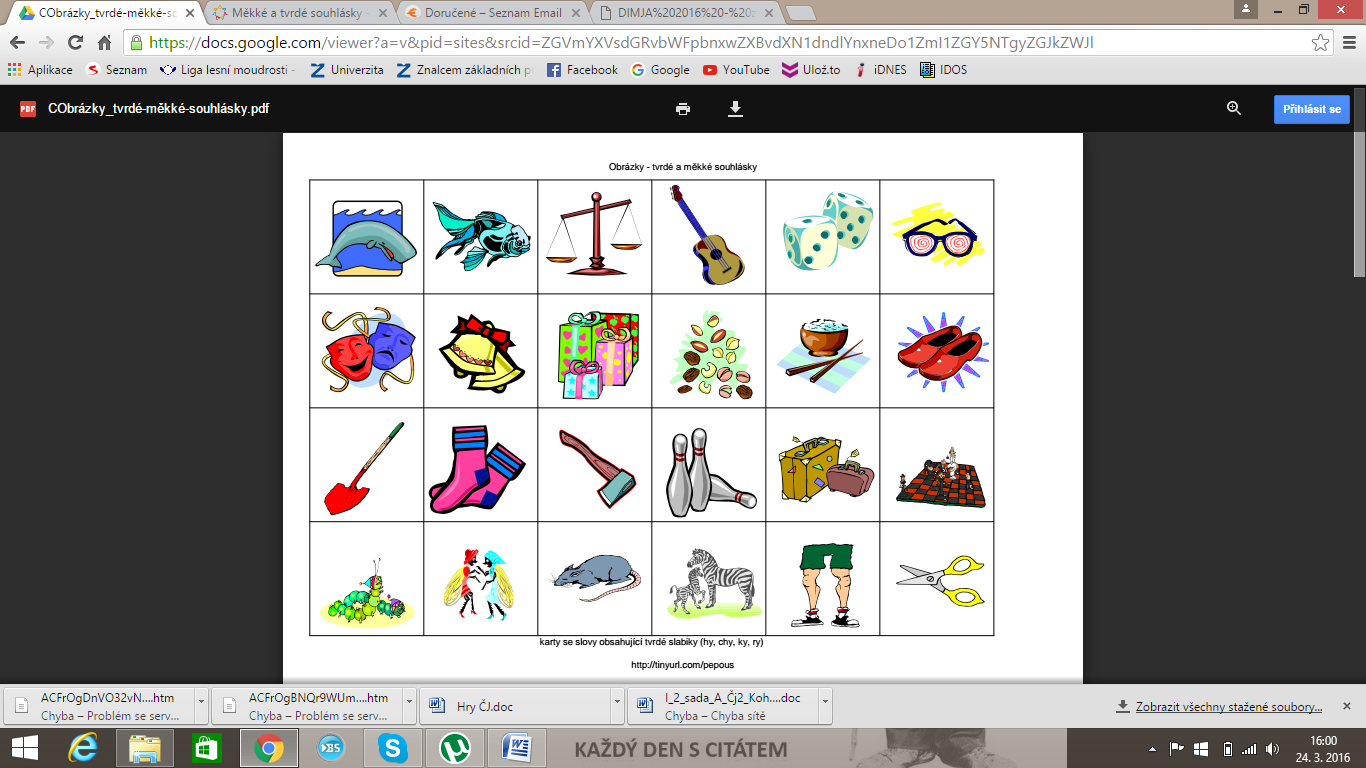 CObrázky_tvrdé-měkké-so
Měkké a tvrdé souhlásky -
Doručené – Seznam Email
DIMJA%202016%20-%20
https://docs.google.com/viewer?a=v&pid=sites&srcid=ZGVmYXVsdGRvbWFpbnxwZXBvdXN1dndlYnxneDo1ZmI1ZGY5NTgyZGJkZWJl
Aplikace Seznam Liga lesní moudrosti - Univerzita Znalcem základních p Facebook Google YouTube Ulož.to iDNES IDOS
PDF CObrázky_tvrdé-měkké-souhlásky.pdf Přihlásit se
Obrázky - tvrdé a měkké souhlásky
karty se slovy obsahující tvrdé slabiky (hy, chy, ky, ry)
http://tinyurl.com/pepous
ACFrOgDnVO32vN....htm
Chyba – Problém se serv...
ACFrOgBNQr9WUm....htm
Chyba – Problém se serv...
Hry ČJ.doc
I_2_sada_A_Čj2_Koh....doc
Chyba – Chyba sítě
Zobrazit všechny stažené soubory...
KBS
KAŽDÝ DEN S CITÁTEM
16:00
24. 3. 2016